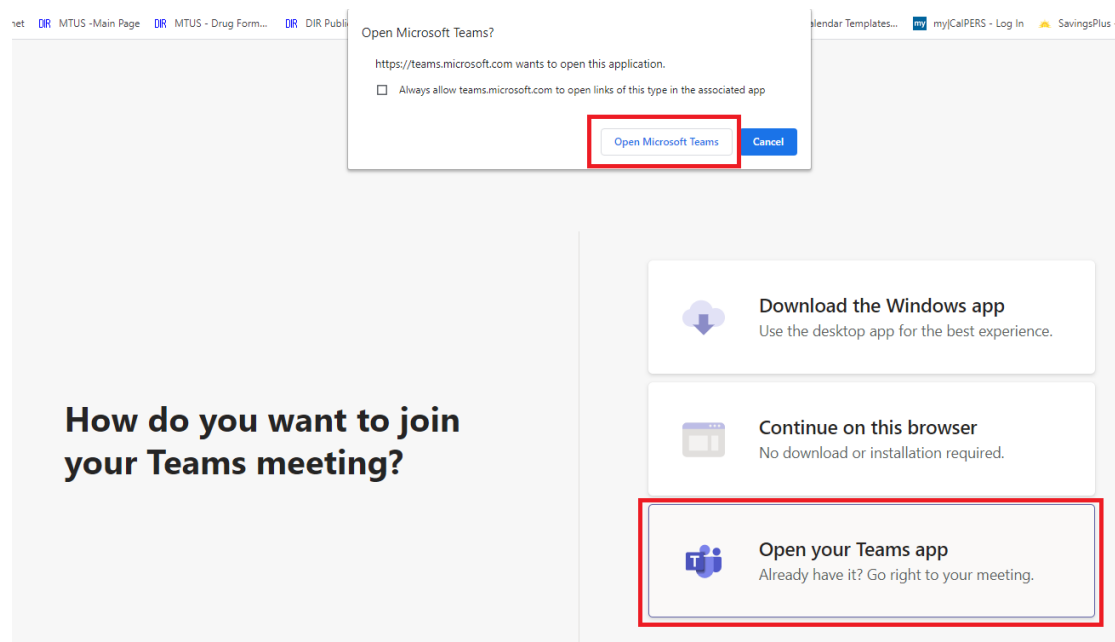 net DIR MTUS -Main Page DIR MTUS - Drug Form... DIR DIR Publi alendar Templates... my my|CalPERS - Log In SavingsPlus
Open Microsoft Teams?
https://teams.microsoft.com wants to open this application.
Always allow teams.microsoft.com to open links of this type in the associated app
Open Microsoft Teams Cancel
Download the Windows app
Use the desktop app for the best experience.
How do you want to join
your Teams meeting?
Continue on this browser
No download or installation required.
Open your Teams app
Already have it? Go right to your meeting.